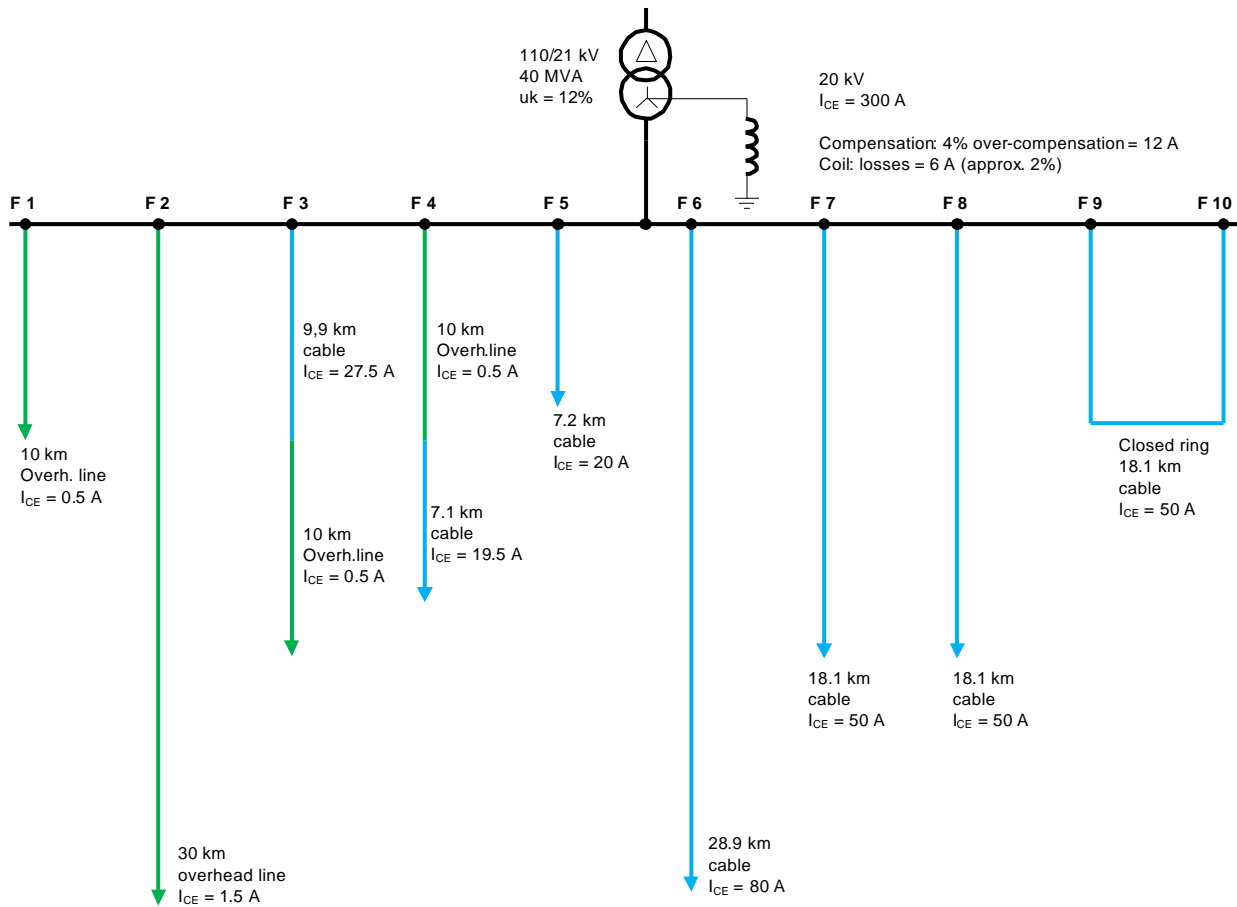 110/21 kV
40 MVA
uk = 12%
20 kV
ICE = 300 A
Compensation: 4% over-compensation = 12 A
Coil: losses = 6 A (approx. 2%)
F 1
F 2
F 3
F 4
F 5
F 6
F 7
F 8
F 9
F 10
10 km
Overh. line
ICE = 0.5 A
30 km
overhead line
ICE = 1.5 A
9,9 km
cable
ICE = 27.5 A
10 km
Overh.line
ICE = 0.5 A
10 km
Overh.line
ICE = 0.5 A
7.1 km
cable
ICE = 19.5 A
7.2 km
cable
ICE = 20 A
28.9 km
cable
ICE = 80 A
18.1 km
cable
ICE = 50 A
18.1 km
cable
ICE = 50 A
Closed ring
18.1 km
cable
ICE = 50 A